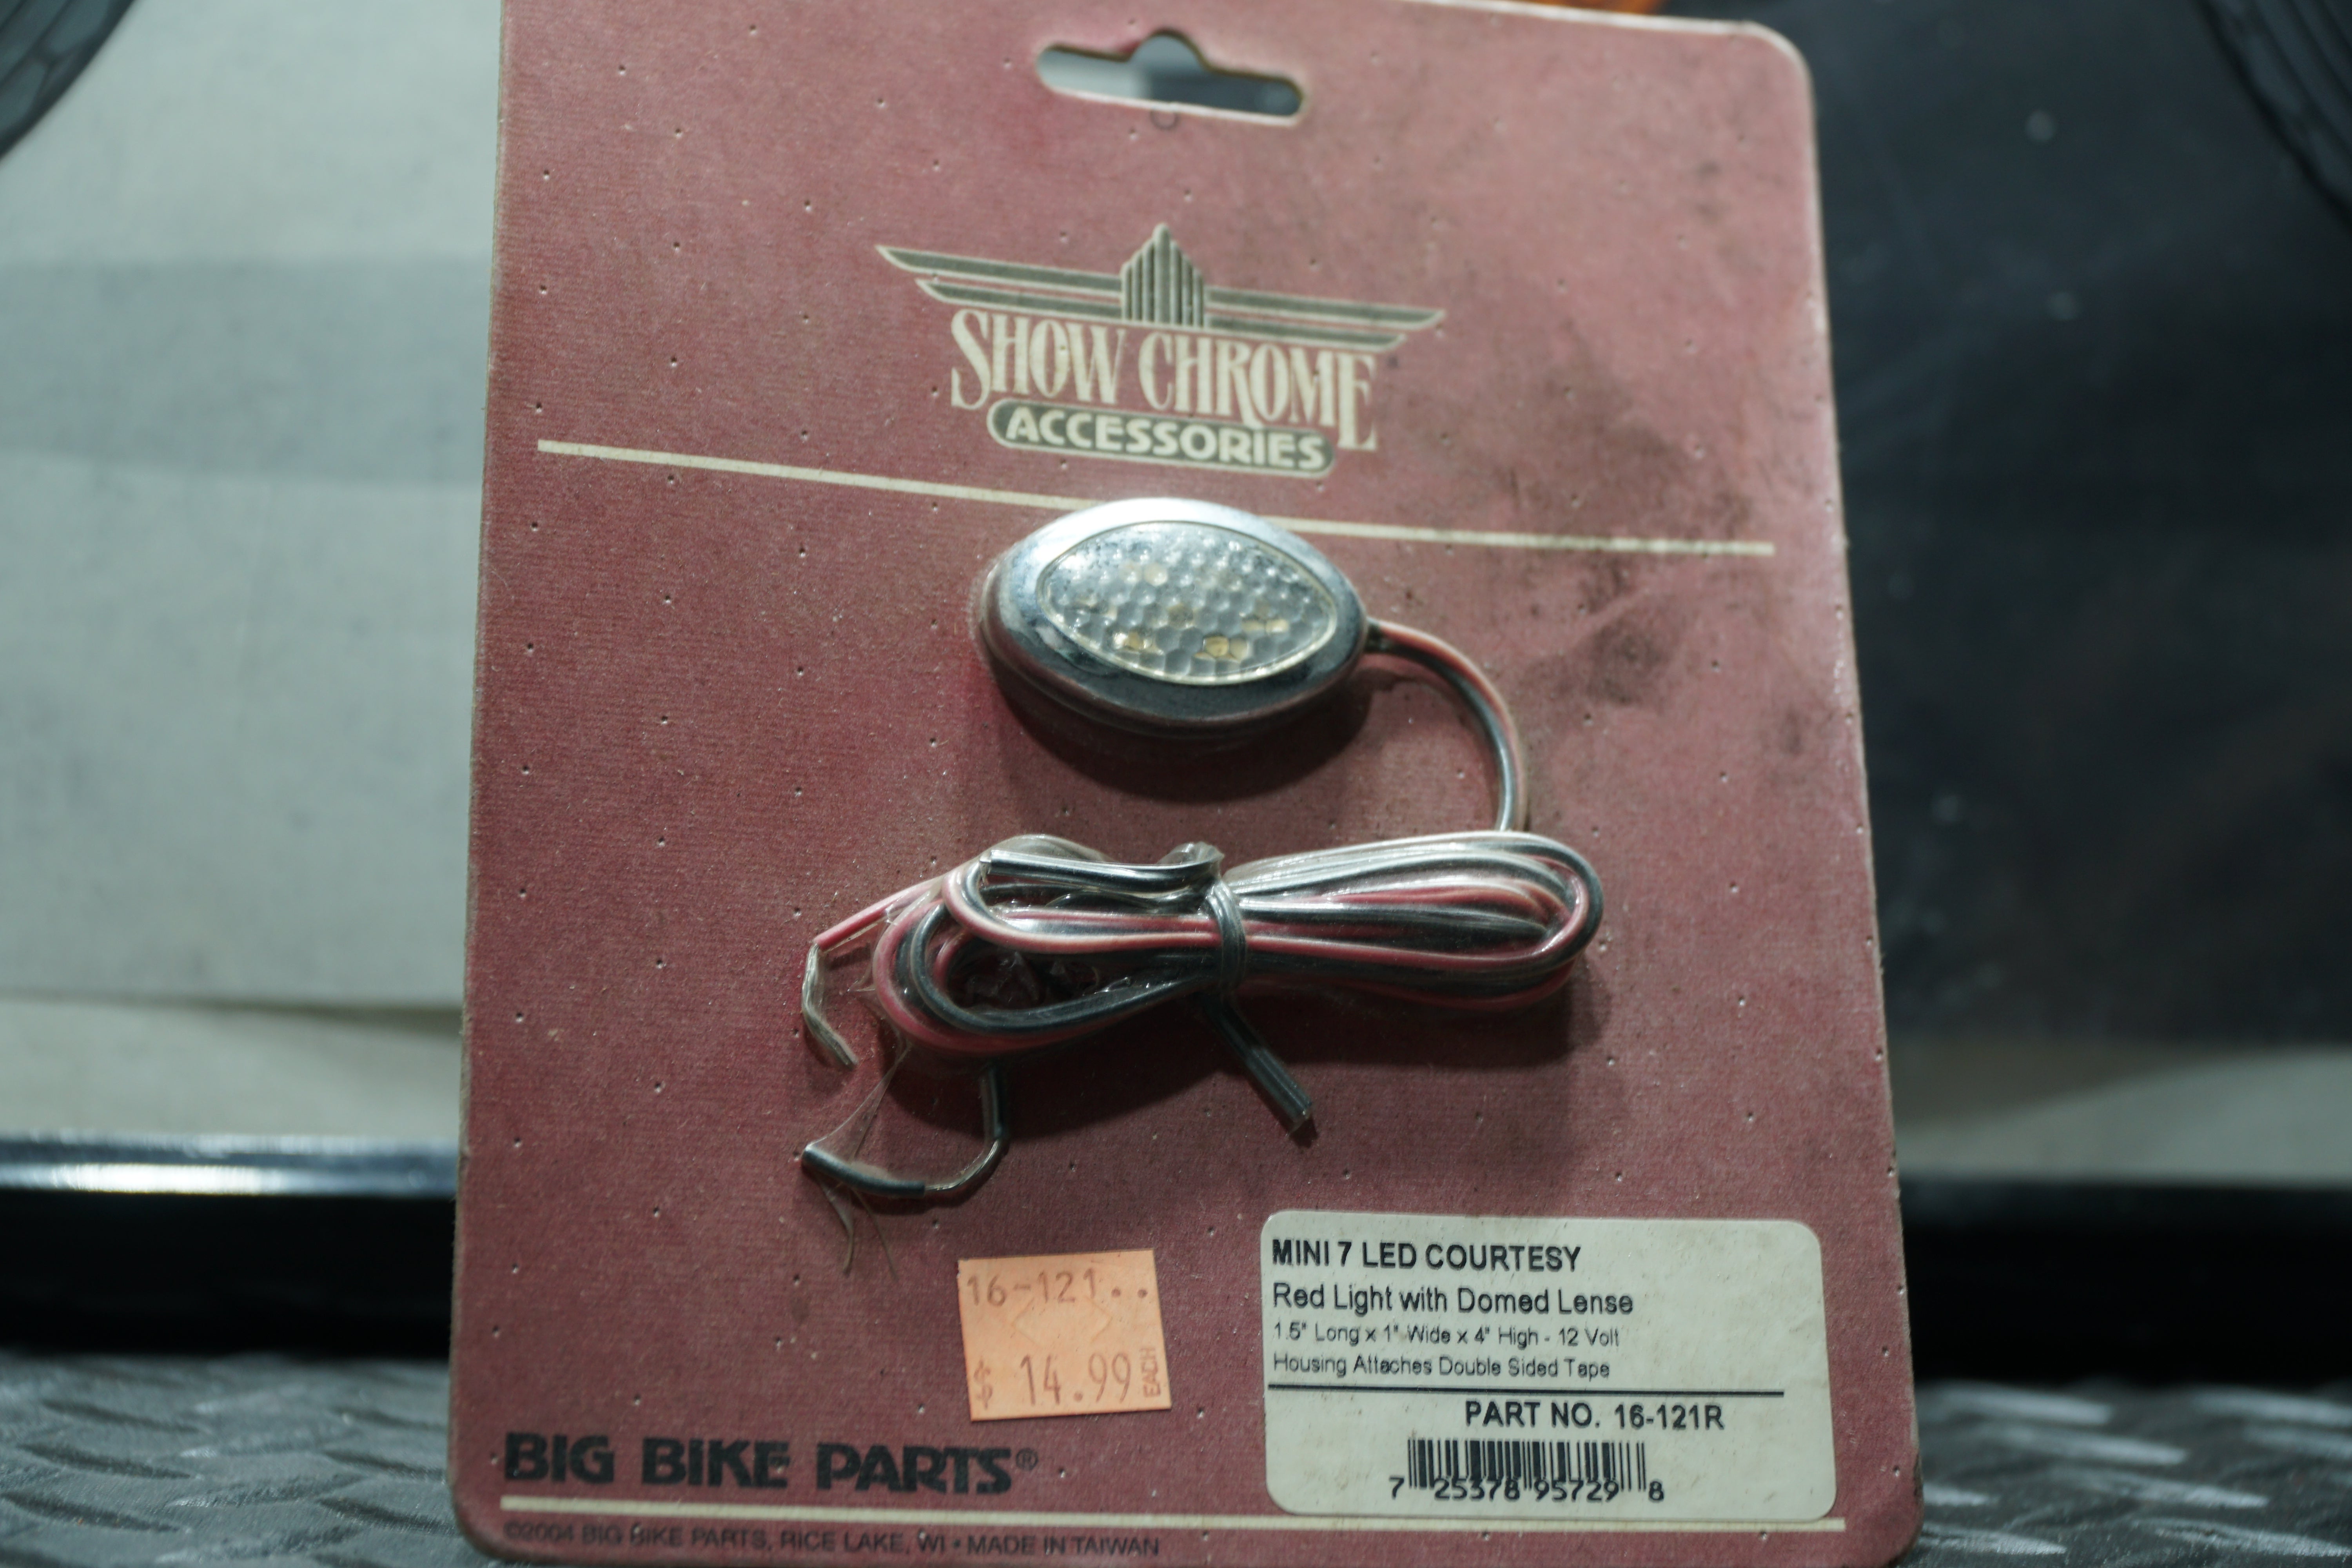 SHOW CHROME
ACCESSORIES
16-121..
$ 14.99 EACH
MINI 7 LED COURTESY
Red Light with Domed Lense
1.5" Long x 1" Wide x 4" High - 12 Volt
Housing Attaches Double Sided Tape
PART NO. 16-121R
7 25378 95729 8
BIG BIKE PARTS®
©2004 BIG BIKE PARTS, RICE LAKE, WI • MADE IN TAIWAN